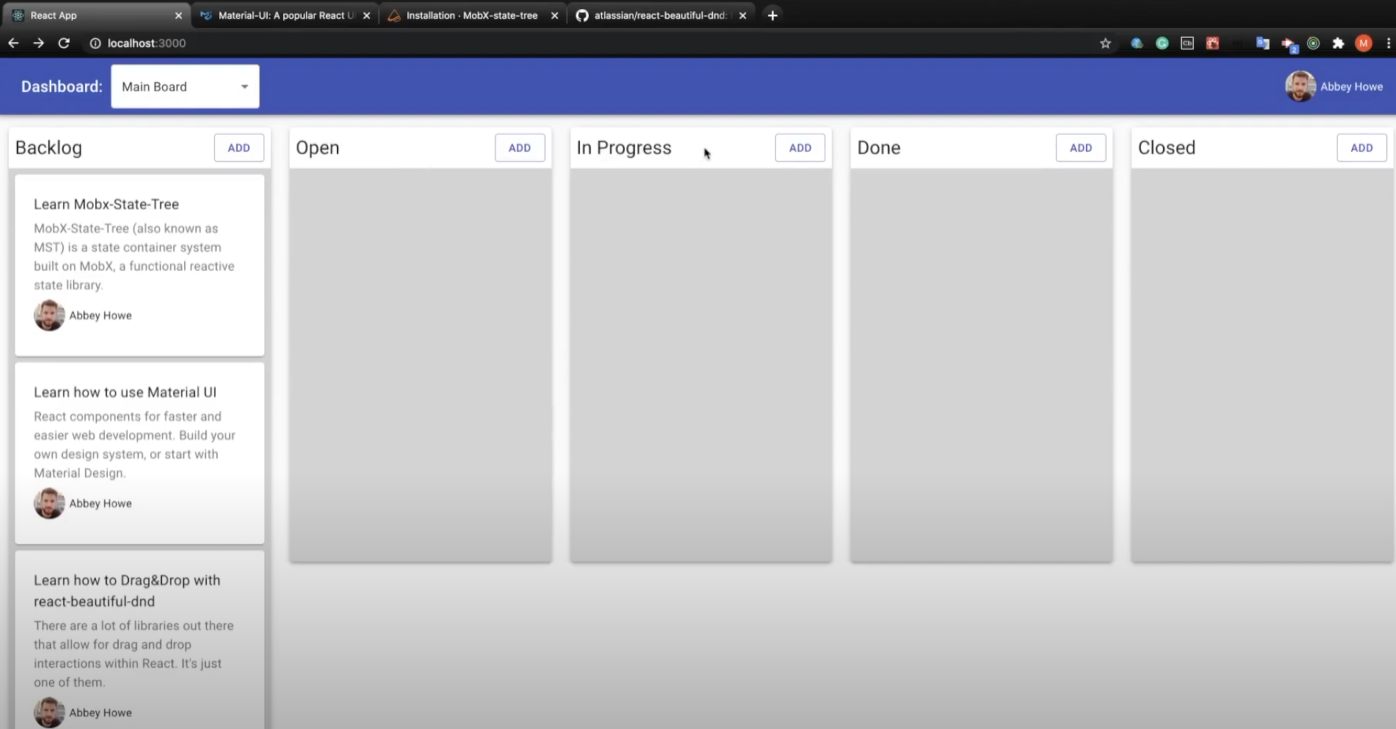 React App
Material-UI: A popular React U
Installation · MobX-state-tree
atlassian/react-beautiful-dnd:
localhost:3000
M
Dashboard:
Main Board
Abbey Howe
Backlog
ADD
Open
ADD
In Progress
ADD
Done
ADD
Closed
ADD
Learn Mobx-State-Tree
MobX-State-Tree (also known as
MST) is a state container system
built on MobX, a functional reactive
state library.
Abbey Howe
Learn how to use Material UI
React components for faster and
easier web development. Build your
own design system, or start with
Material Design.
Abbey Howe
Learn how to Drag&Drop with
react-beautiful-dnd
There are a lot of libraries out there
that allow for drag and drop
interactions within React. It's just
one of them.
Abbey Howe